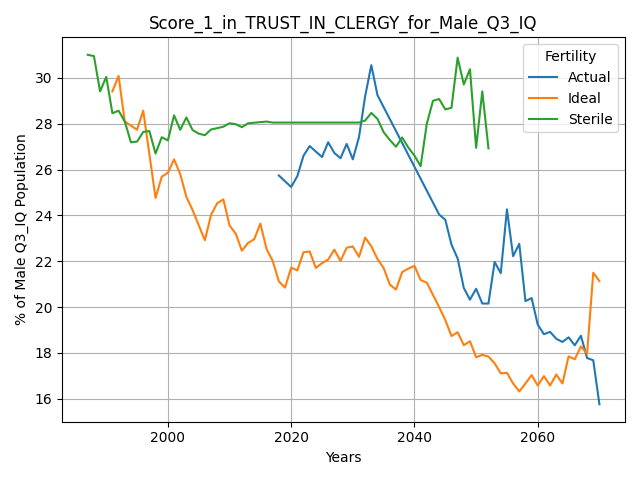 Score_1_in_TRUST_IN_CLERGY_for_Male_Q3_IQ
% of Male Q3_IQ Population
30
28
26
24
22
20
18
16
Fertility
Actual
Ideal
Sterile
2000
2020
2040
2060
Years